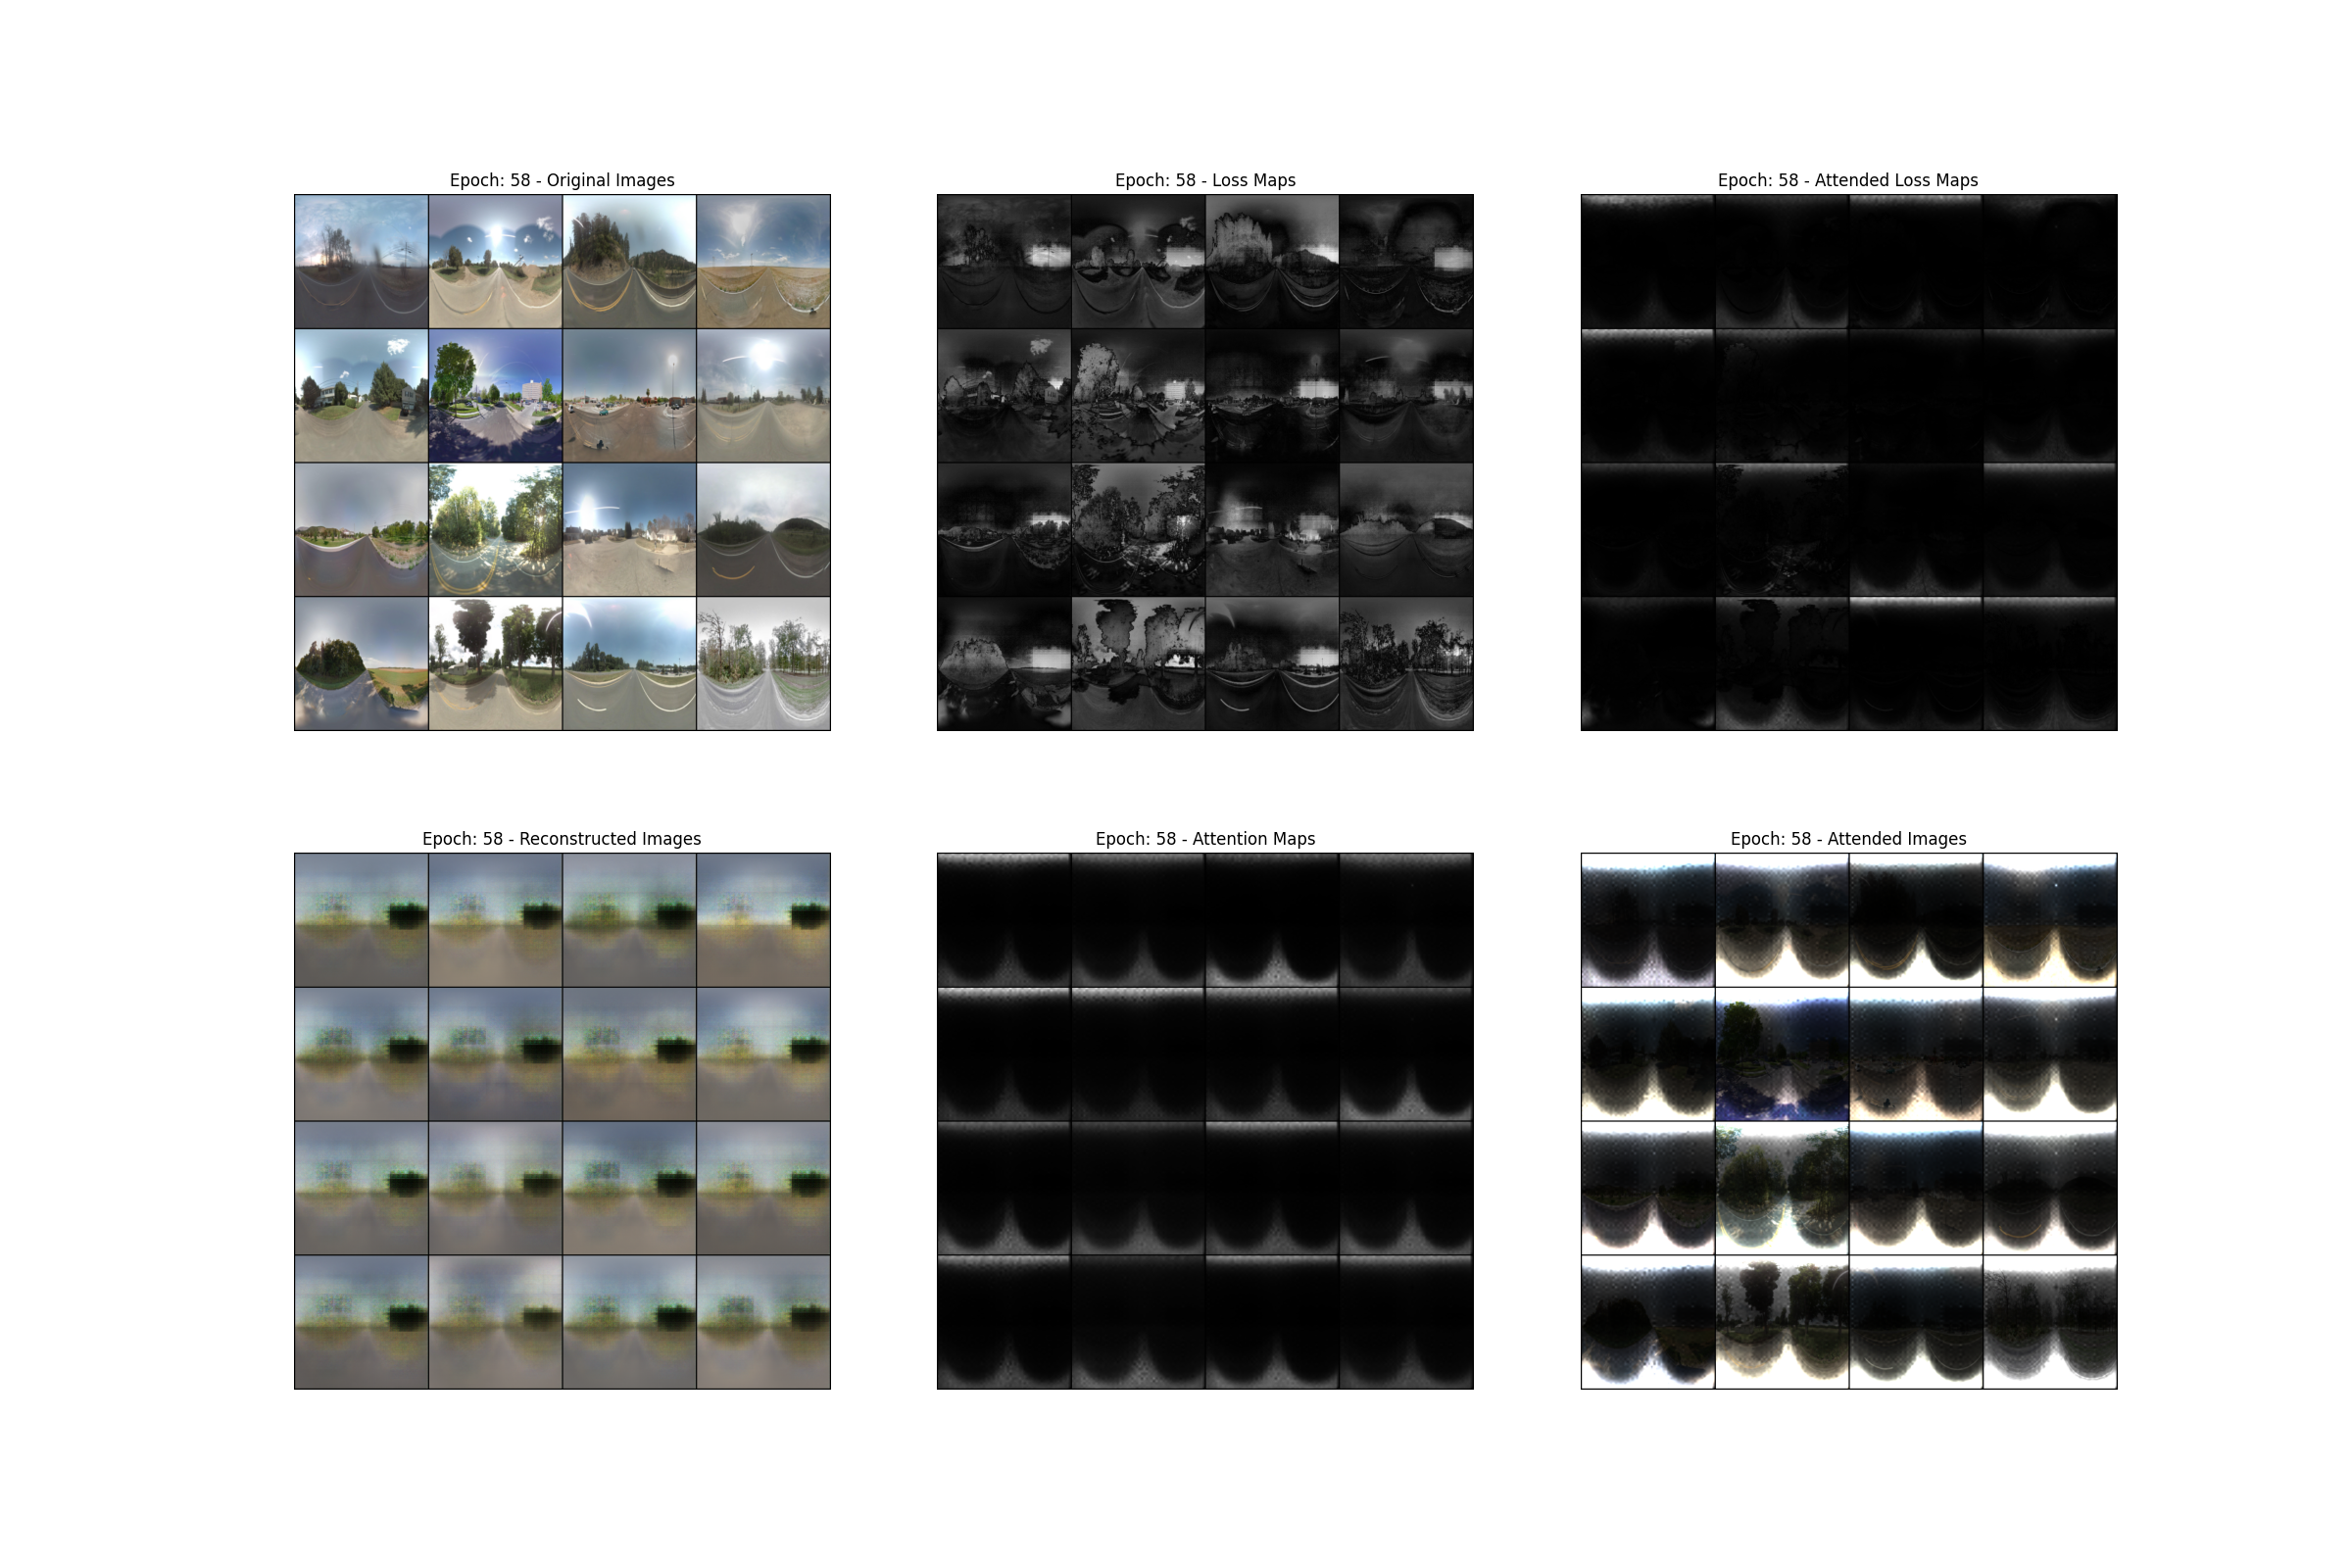 Epoch: 58 - Original Images
Epoch: 58 - Loss Maps
Epoch: 58 - Attended Loss Maps
Epoch: 58 - Reconstructed Images
Epoch: 58 - Attention Maps
Epoch: 58 - Attended Images